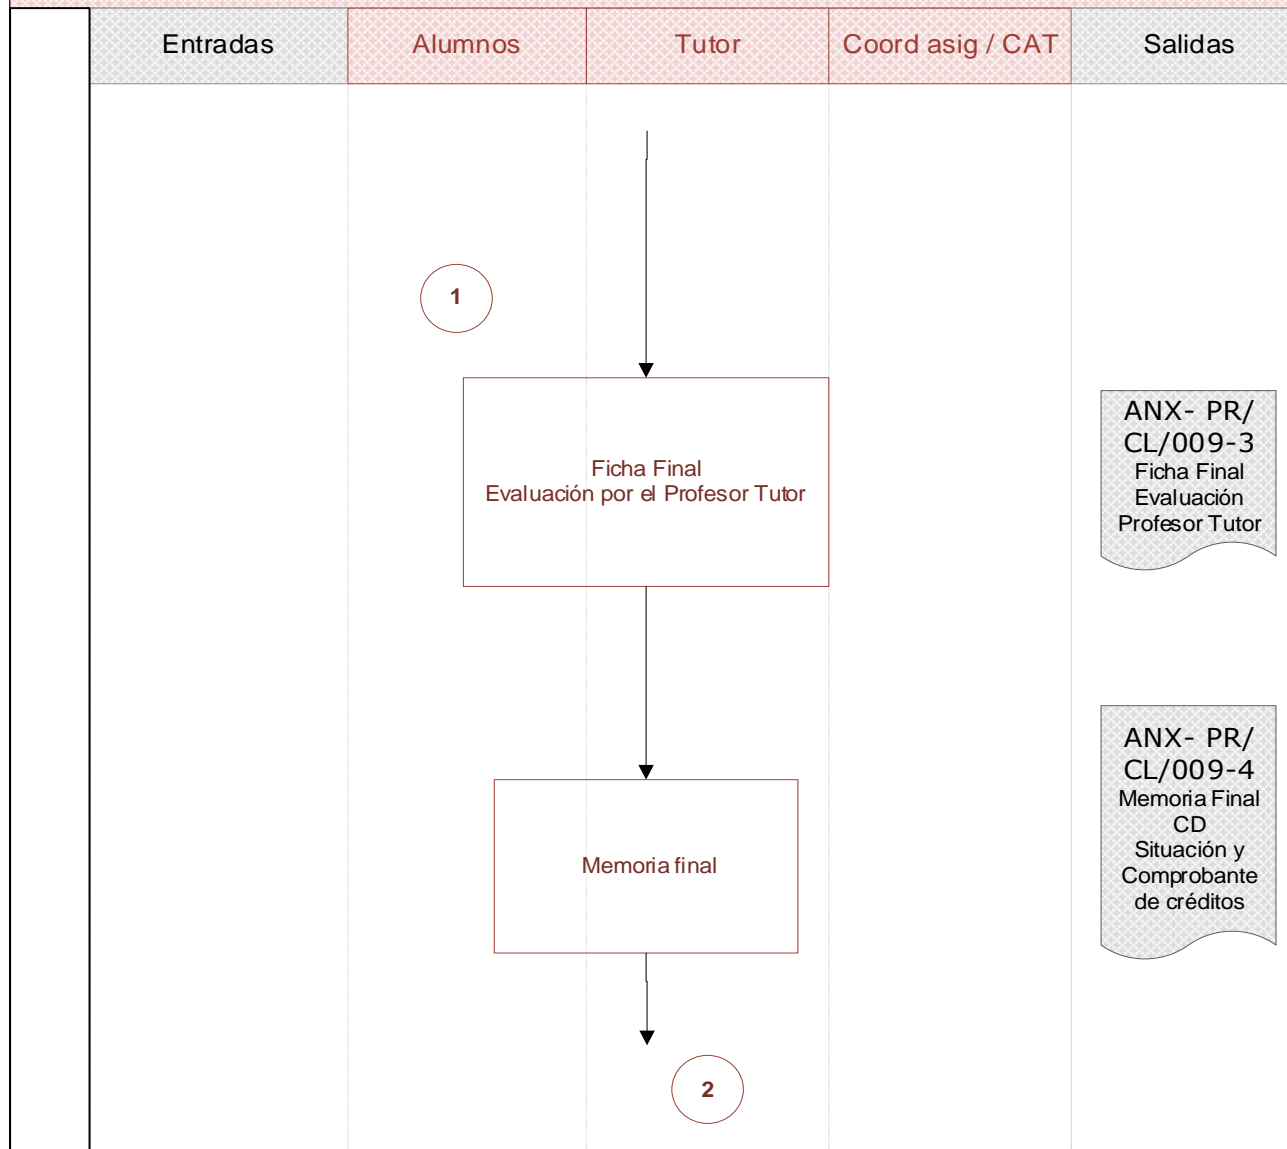 Entradas
Alumnos
Tutor
Coord asig / CAT
Salidas
1
Ficha Final
Evaluación por el Profesor Tutor
ANX- PR/
CL/009-3
Ficha Final
Evaluación
Profesor Tutor
Memoria final
ANX- PR/
CL/009-4
Memoria Final
CD
Situación y
Comprobante
de créditos
2